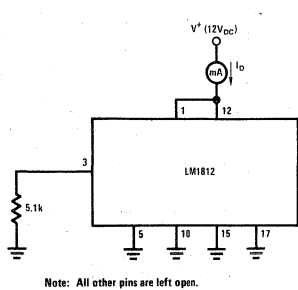 V+ (12VDC)
mA
ID
1
12
3
LM1812
5.1k
5
10
15
17
Note: All other pins are left open.